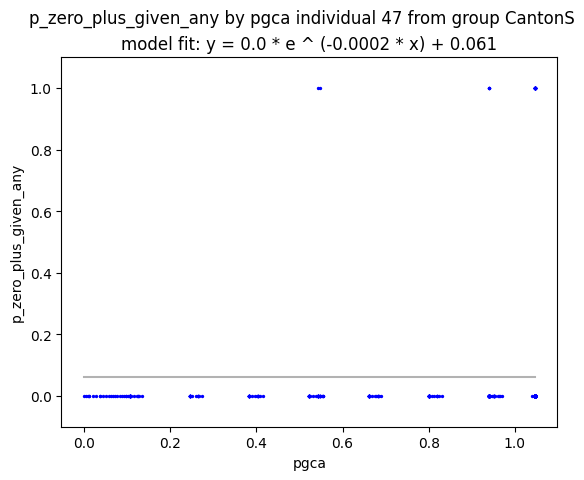 p_zero_plus_given_any by pgca individual 47 from group CantonS
model fit: y = 0.0 * e ^ (-0.0002 * x) + 0.061
1.0
0.8
0.6
0.4
0.2
0.0
p_zero_plus_given_any
0.0 0.2 0.4 0.6 0.8 1.0
pgca